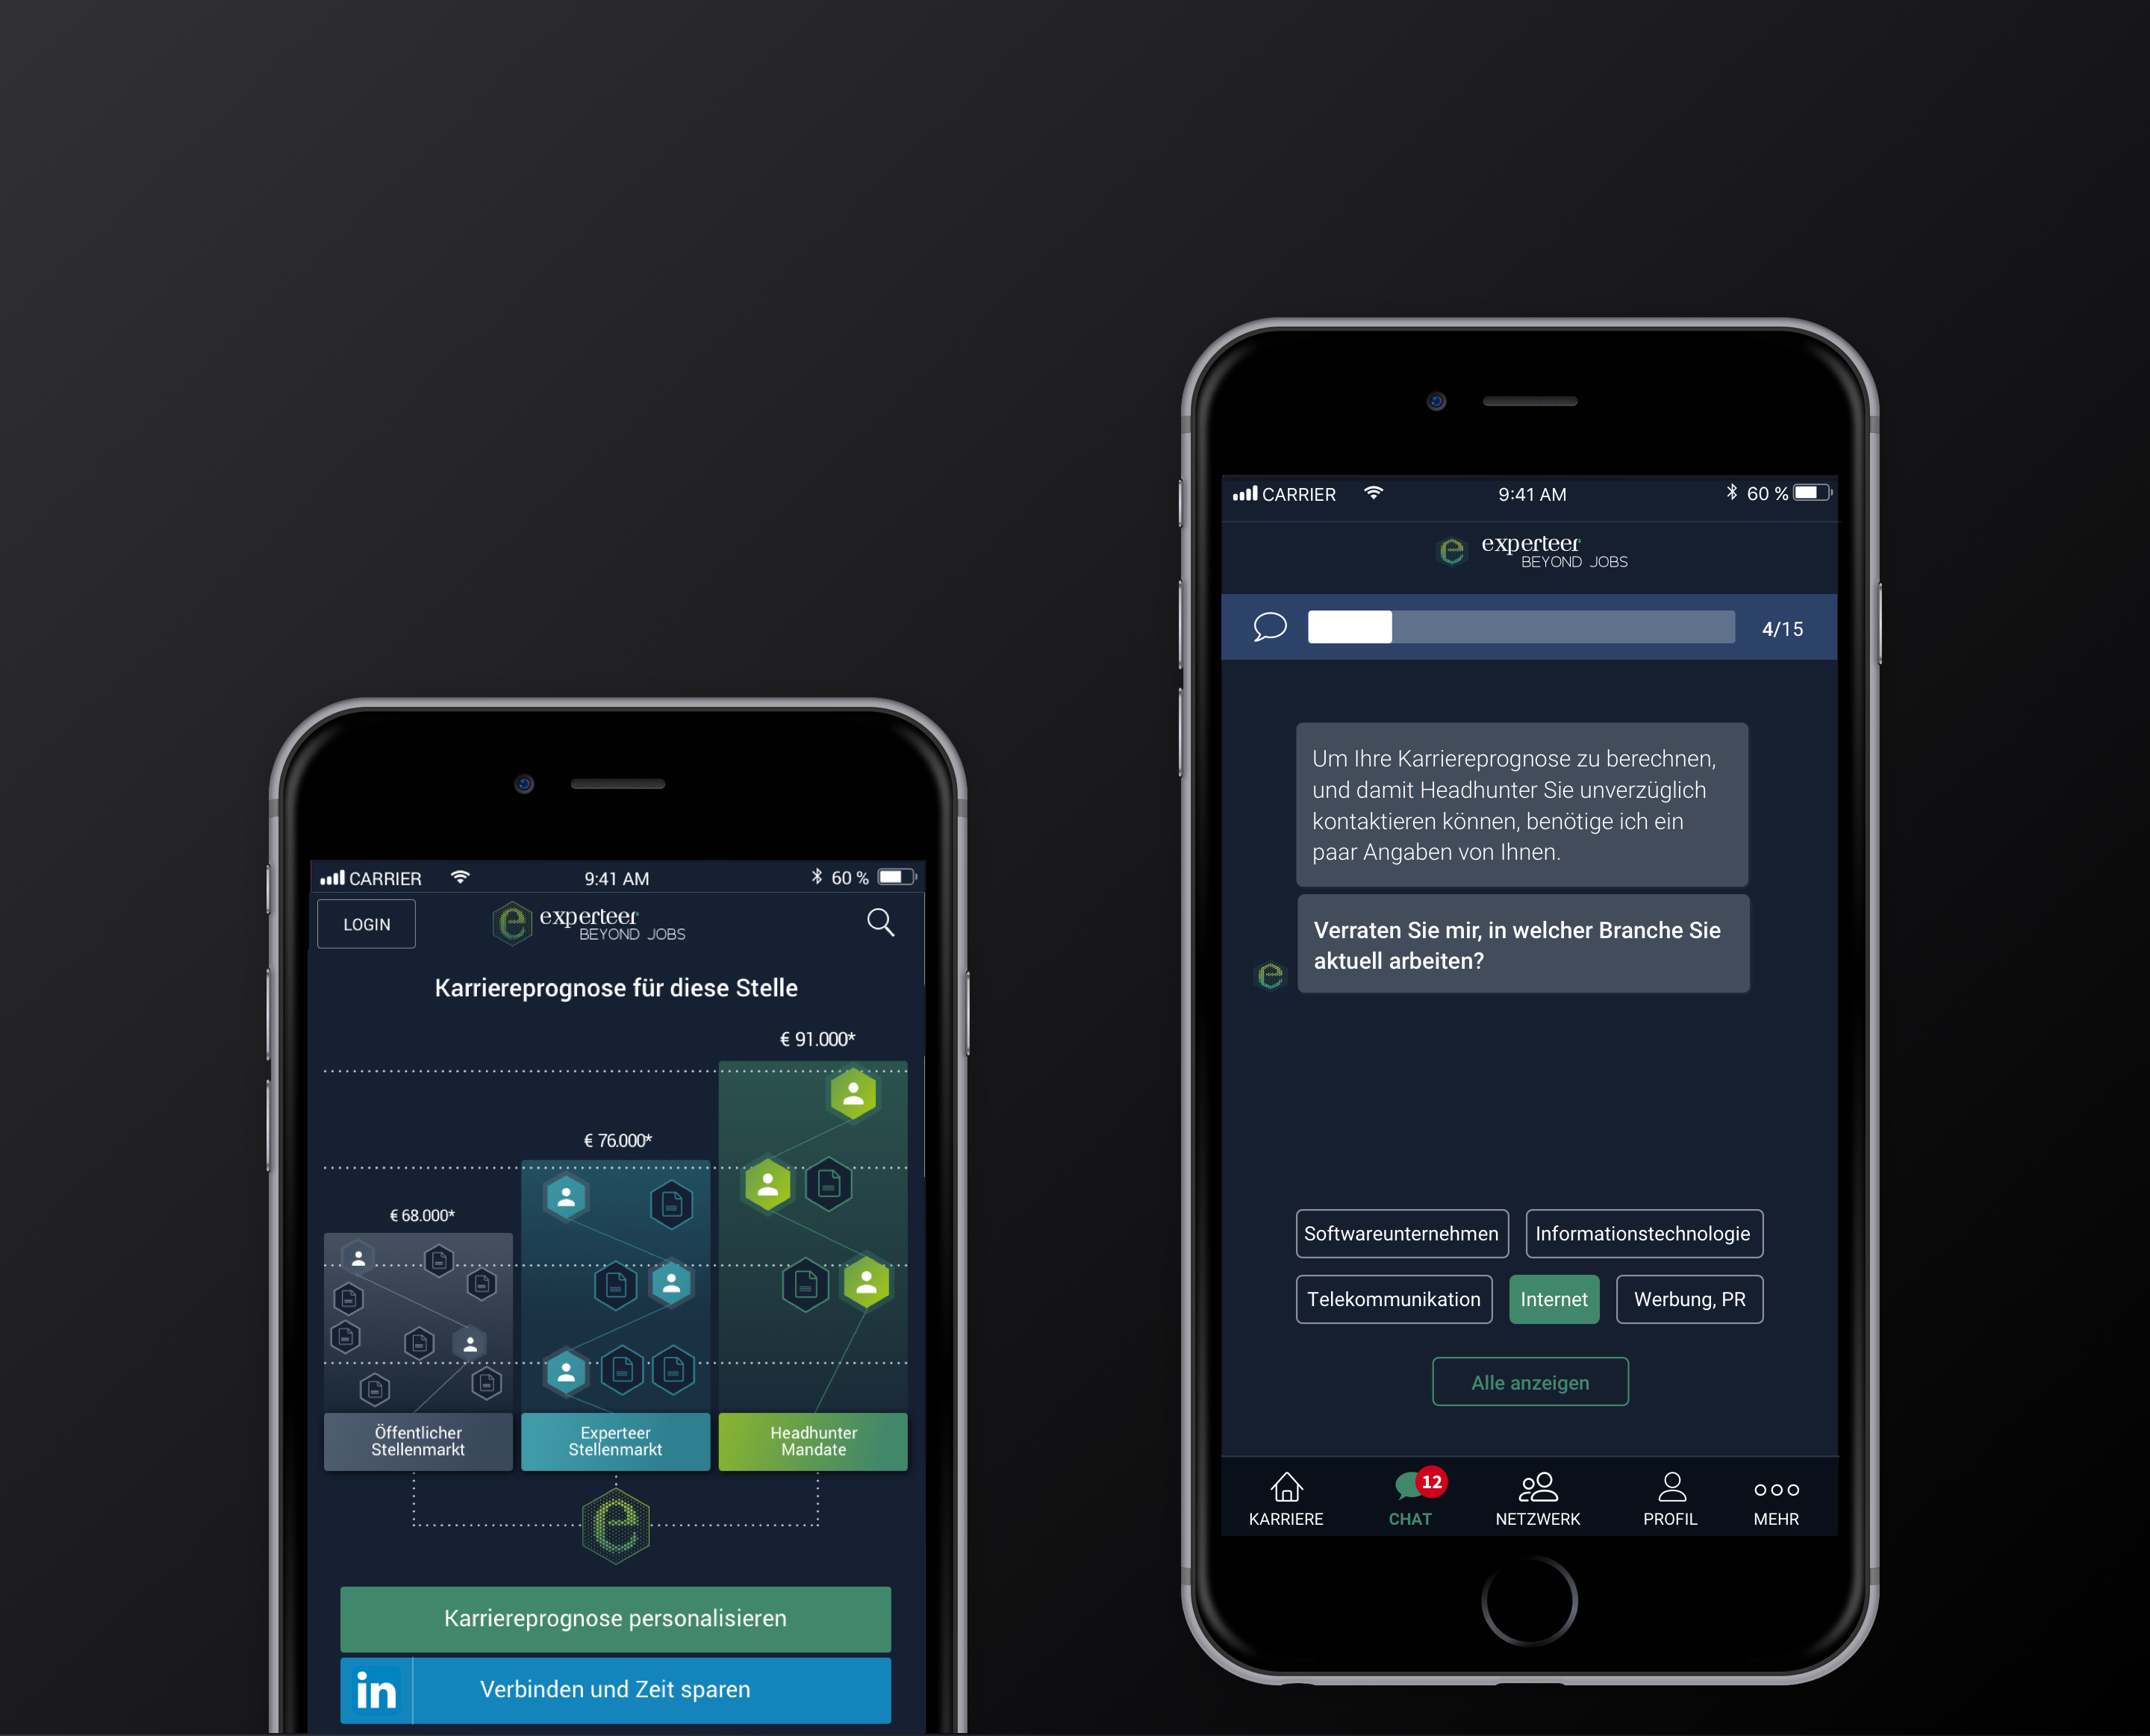 CARRIER 9:41 AM 60 %
LOGIN
experteer
BEYOND JOBS
Karriereprognose für diese Stelle
€ 91.000*
€ 76.000*
€ 68.000*
Öffentlicher
Stellenmarkt
Experteer
Stellenmarkt
Headhunter
Mandate
e
Karriereprognose personalisieren
in Verbinden und Zeit sparen
CARRIER 9:41 AM 60 %
e experteer
BEYOND JOBS
4/15
Um Ihre Karriereprognose zu berechnen,
und damit Headhunter Sie unverzüglich
kontaktieren können, benötige ich ein
paar Angaben von Ihnen.
Verraten Sie mir, in welcher Branche Sie
aktuell arbeiten?
e
Softwareunternehmen Informationstechnologie
Telekommunikation Internet Werbung, PR
Alle anzeigen
12
KARRIERE CHAT NETZWERK PROFIL MEHR